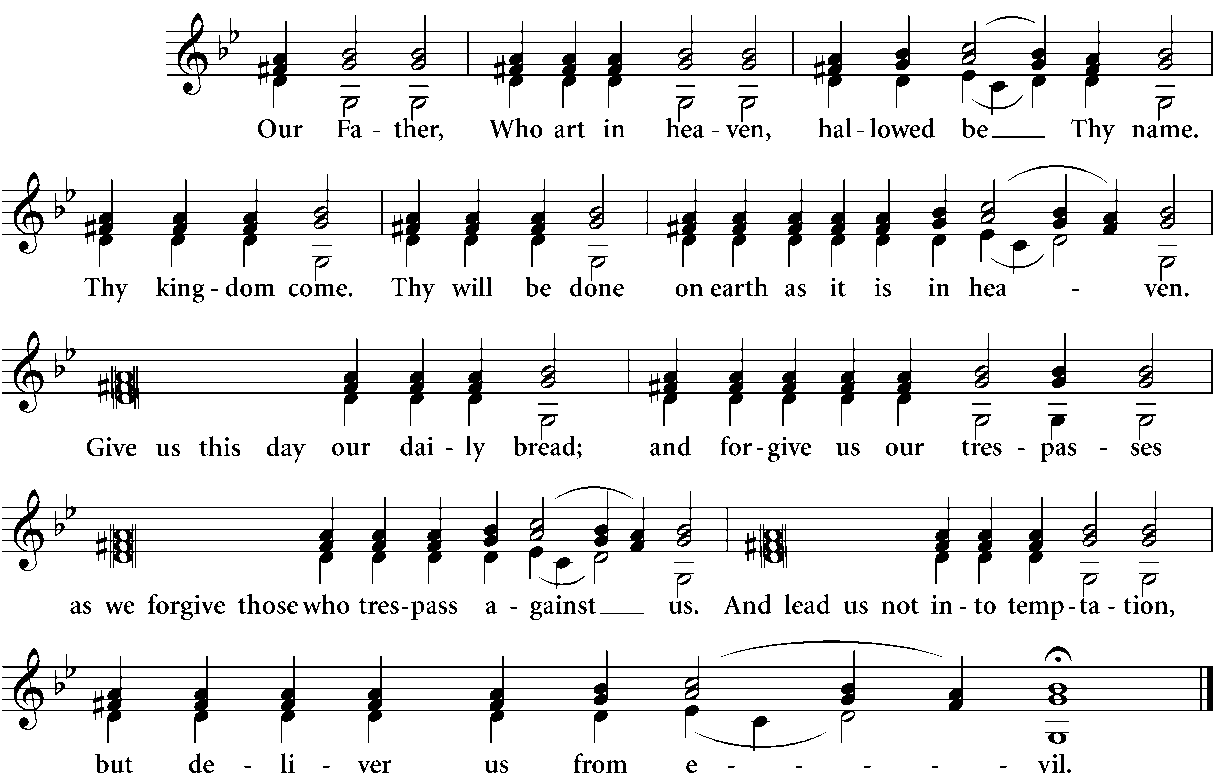 Our Fa - ther, Who art in hea - ven, hal - lowed be Thy name.
Thy king - dom come. Thy will be done on earth as it is in hea - ven.
Give us this day our dai - ly bread; and for - give us our tres - pas - ses
as we forgive those who tres - pass a - gainst us. And lead us not in - to temp - ta - tion,
but de - li - ver us from e - - - - vil.